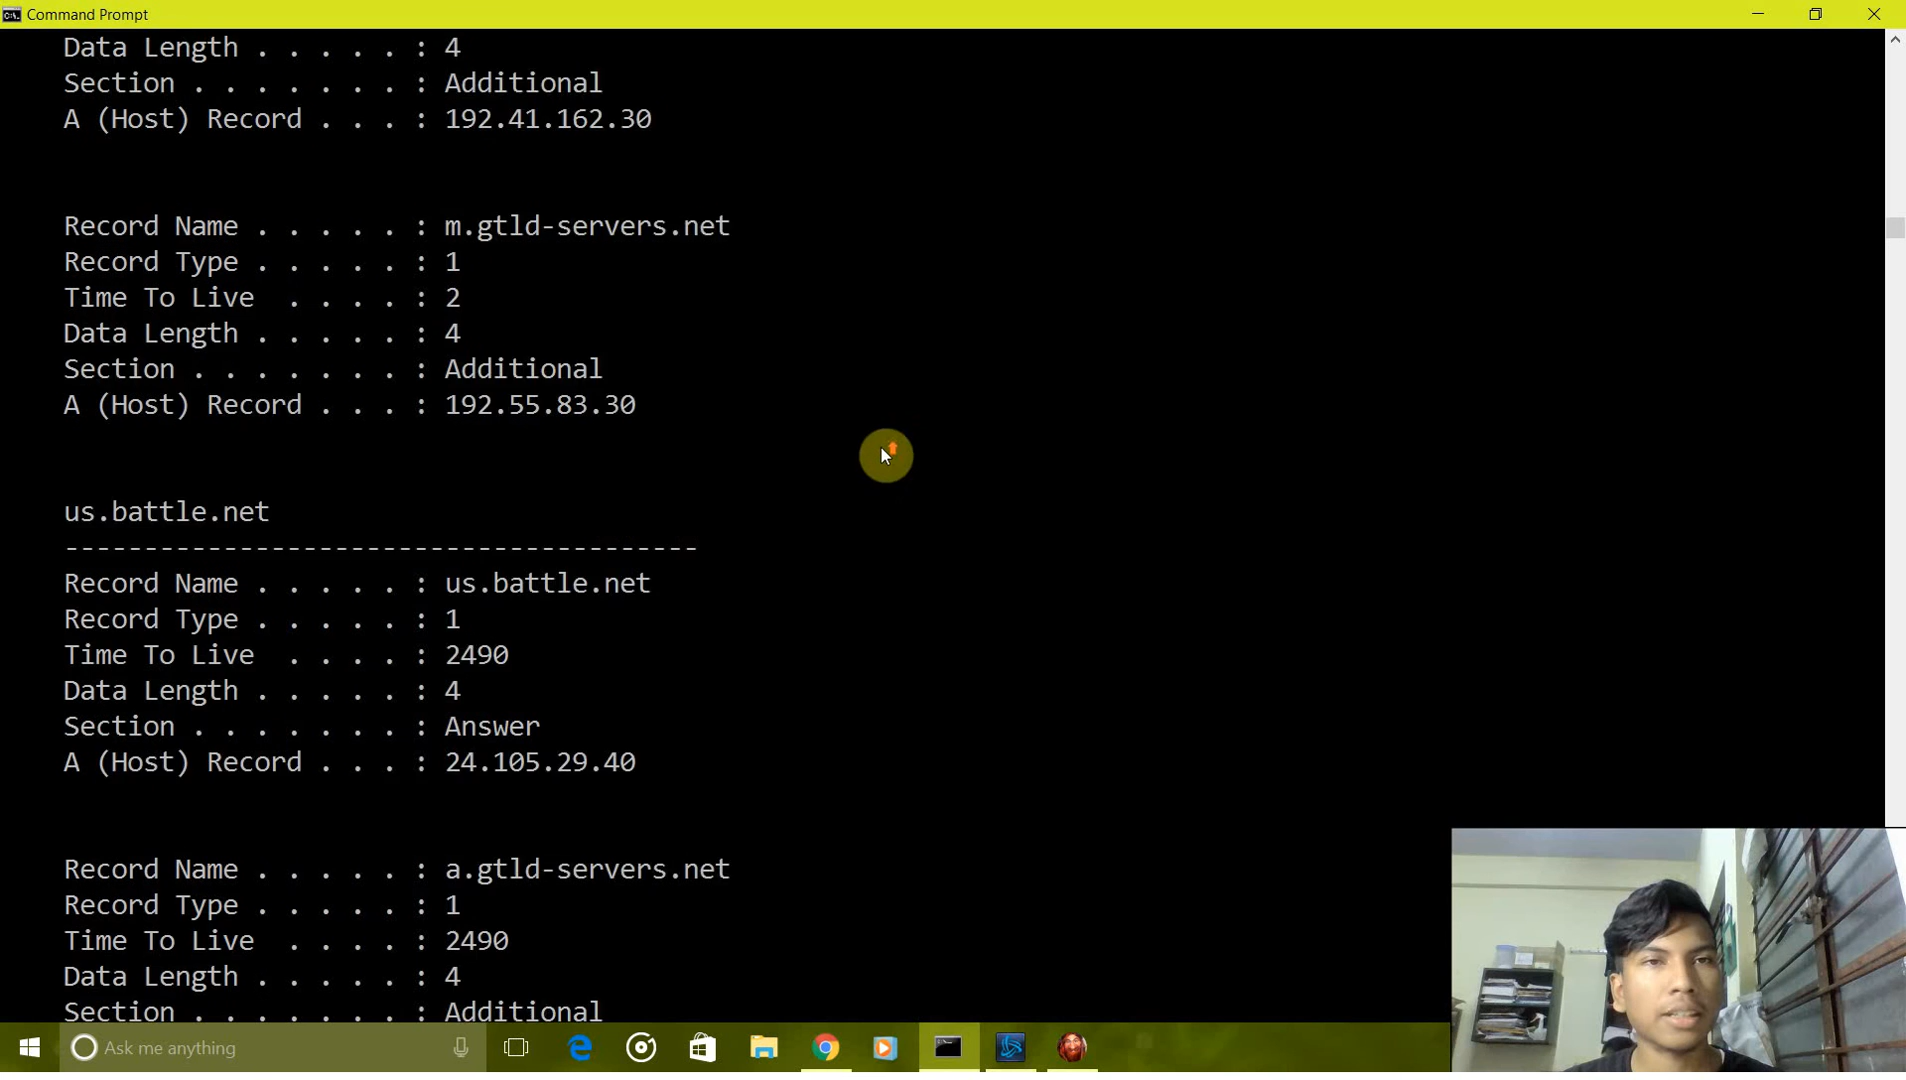 Command Prompt
Data Length . . . . . : 4
Section . . . . . . . : Additional
A (Host) Record . . . : 192.41.162.30
Record Name . . . . . : m.gtld-servers.net
Record Type . . . . . : 1
Time To Live  . . . . : 2
Data Length . . . . . : 4
Section . . . . . . . : Additional
A (Host) Record . . . : 192.55.83.30
us.battle.net
----------------------------------------
Record Name . . . . . : us.battle.net
Record Type . . . . . : 1
Time To Live  . . . . : 2490
Data Length . . . . . : 4
Section . . . . . . . : Answer
A (Host) Record . . . : 24.105.29.40
Record Name . . . . . : a.gtld-servers.net
Record Type . . . . . : 1
Time To Live  . . . . : 2490
Data Length . . . . . : 4
Section . . . . . . . : Additional
Ask me anything